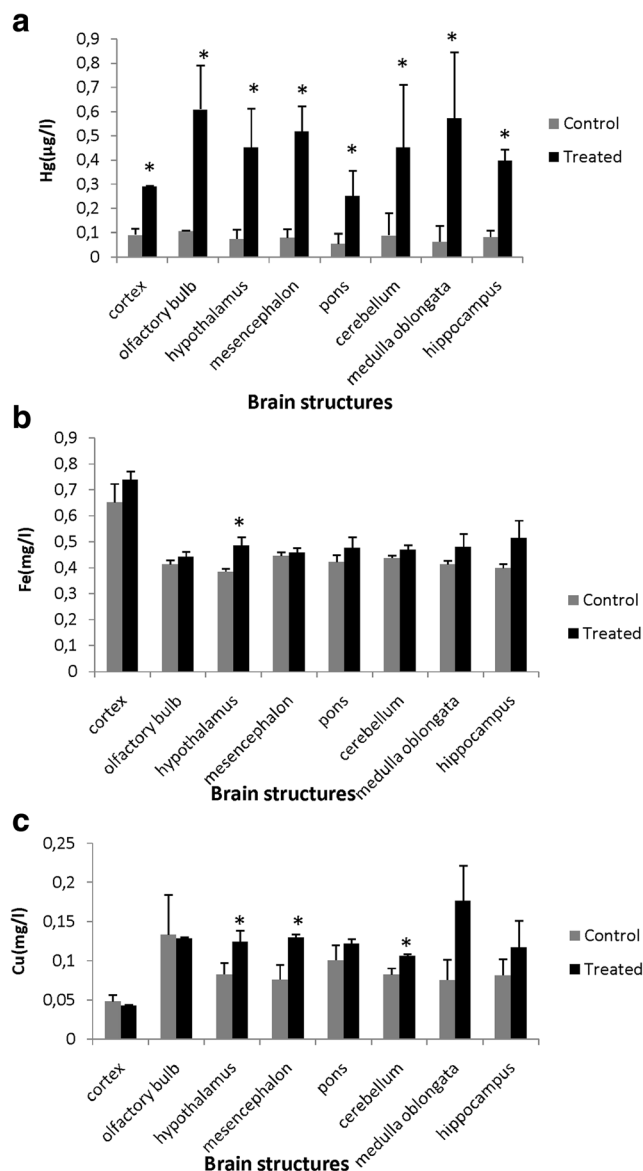 a
0,9
0,8
0,7
0,6
0,5
0,4
0,3
0,2
0,1
0
Hg(µg/l)
* * * * * * * *
Control
Treated
cortex
olfactory bulb
hypothalamus
mesencephalon
pons
cerebellum
medulla oblongata
hippocampus
Brain structures
b
0,9
0,8
0,7
0,6
0,5
0,4
0,3
0,2
0,1
0
Fe(mg/l)
*
Control
Treated
cortex
olfactory bulb
hypothalamus
mesencephalon
pons
cerebellum
medulla oblongata
hippocampus
Brain structures
c
0,25
0,2
0,15
0,1
0,05
0
Cu(mg/l)
* * *
Control
Treated
cortex
olfactory bulb
hypothalamus
mesencephalon
pons
cerebellum
medulla oblongata
hippocampus
Brain structures